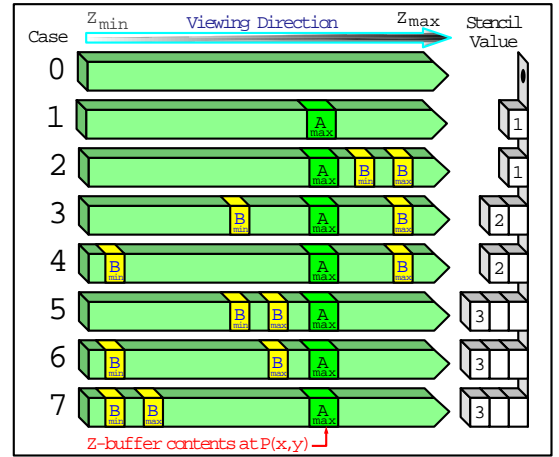 Case Z min Viewing Direction Z max Stencil Value
0
1 A max 1
2 A max B min B max 1
3 B min A max B max 2
4 B min A max B max 2
5 B min B max A max 3
6 B min B max A max 3
7 B min B max A max 3
Z-buffer contents at P(x,y)